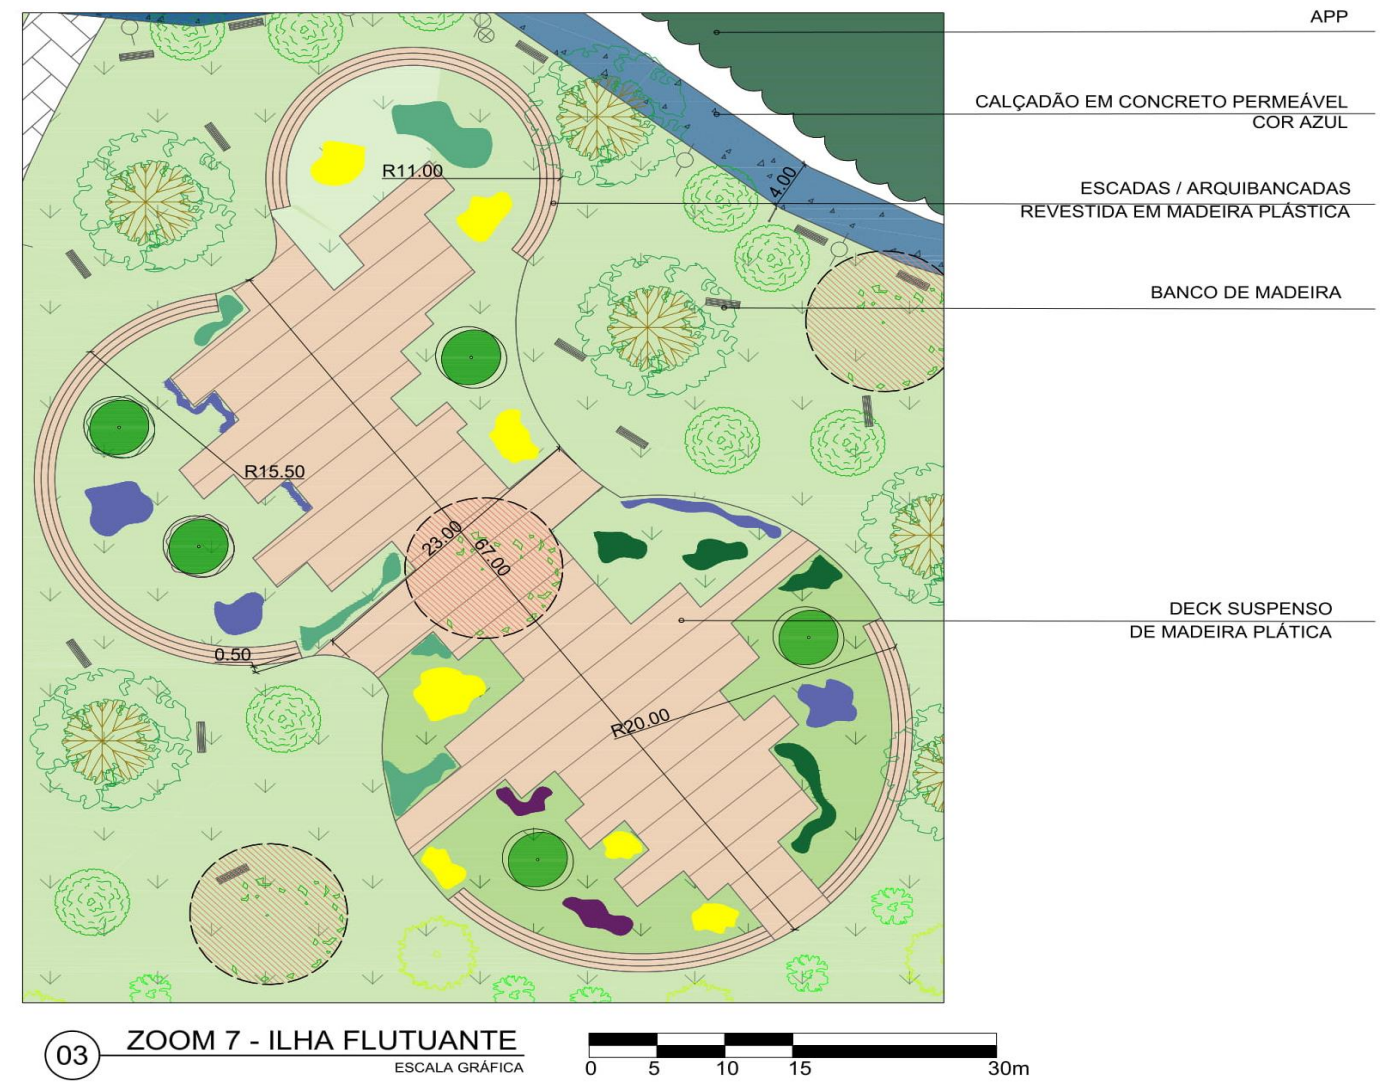 APP
CALÇADÃO EM CONCRETO PERMEÁVEL
COR AZUL
R11.00
4.00
ESCADAS / ARQUIBANCADAS
REVESTIDA EM MADEIRA PLÁSTICA
BANCO DE MADEIRA
R15.50
23.00
67.00
DECK SUSPENSO
DE MADEIRA PLÁTICA
0.50
R20.00
03
ZOOM 7 - ILHA FLUTUANTE
ESCALA GRÁFICA
0 5 10 15 30m